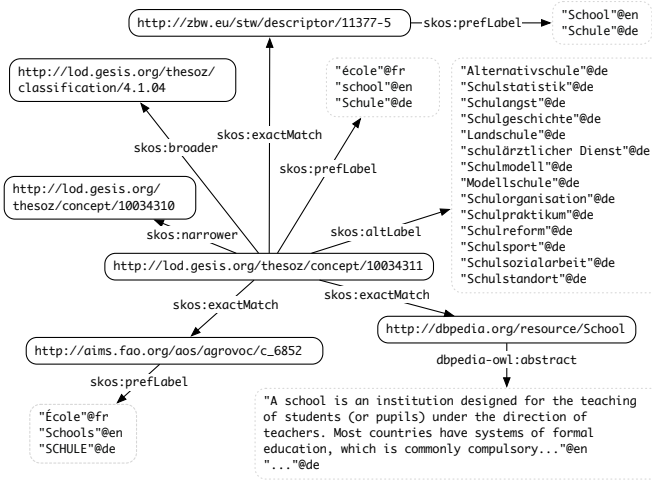 http://zbw.eu/stw/descriptor/11377-5
skos:prefLabel
"School"@en
"Schule"@de
http://lod.gesis.org/thesoz/
classification/4.1.04
"école"@fr
"school"@en
"Schule"@de
"Alternativschule"@de
"Schulstatistik"@de
"Schulangst"@de
"Schulgeschichte"@de
"Landschule"@de
"schulärztlicher Dienst"@de
"Schulmodell"@de
"Modellschule"@de
"Schulorganisation"@de
"Schulpraktikum"@de
"Schulreform"@de
"Schulsport"@de
"Schulsozialarbeit"@de
"Schulstandort"@de
skos:exactMatch
skos:broader
skos:prefLabel
http://lod.gesis.org/
thesoz/concept/10034310
skos:narrower
skos:altLabel
http://lod.gesis.org/thesoz/concept/10034311
skos:exactMatch
skos:exactMatch
http://dbpedia.org/resource/School
http://aims.fao.org/aos/agrovoc/c_6852
dbpedia-owl:abstract
skos:prefLabel
"École"@fr
"Schools"@en
"SCHULE"@de
"A school is an institution designed for the teaching
of students (or pupils) under the direction of
teachers. Most countries have systems of formal
education, which is commonly compulsory..."@en
"..."@de